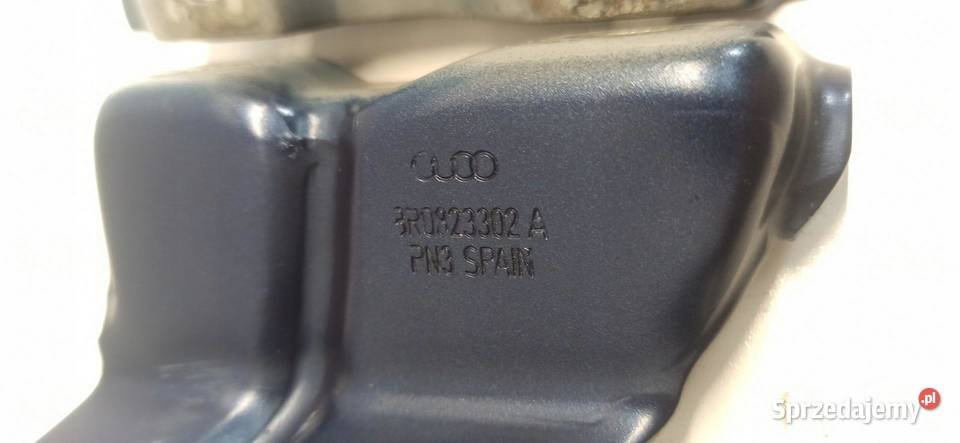 8R0823302 A
PN3 SPAIN
Sprzedajemy.pl